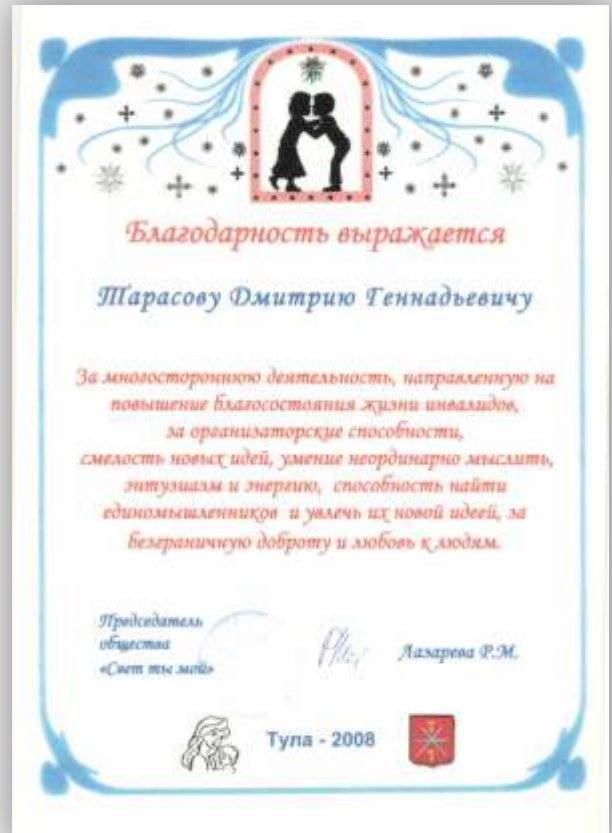 Благодарность выражается
Тарасову Дмитрию Геннадьевичу
За многостороннюю деятельность, направленную на
повышение благосостояния жизни инвалидов,
за организаторские способности,
смелость новых идей, умение неординарно мыслить,
энтузиазм и энергию, способность найти
единомышленников и увлечь их новой идеей, за
безграничную доброту и любовь к людям.
Председатель
общества
«Свет ты мой»
Лазарева Р.М.
Тула - 2008